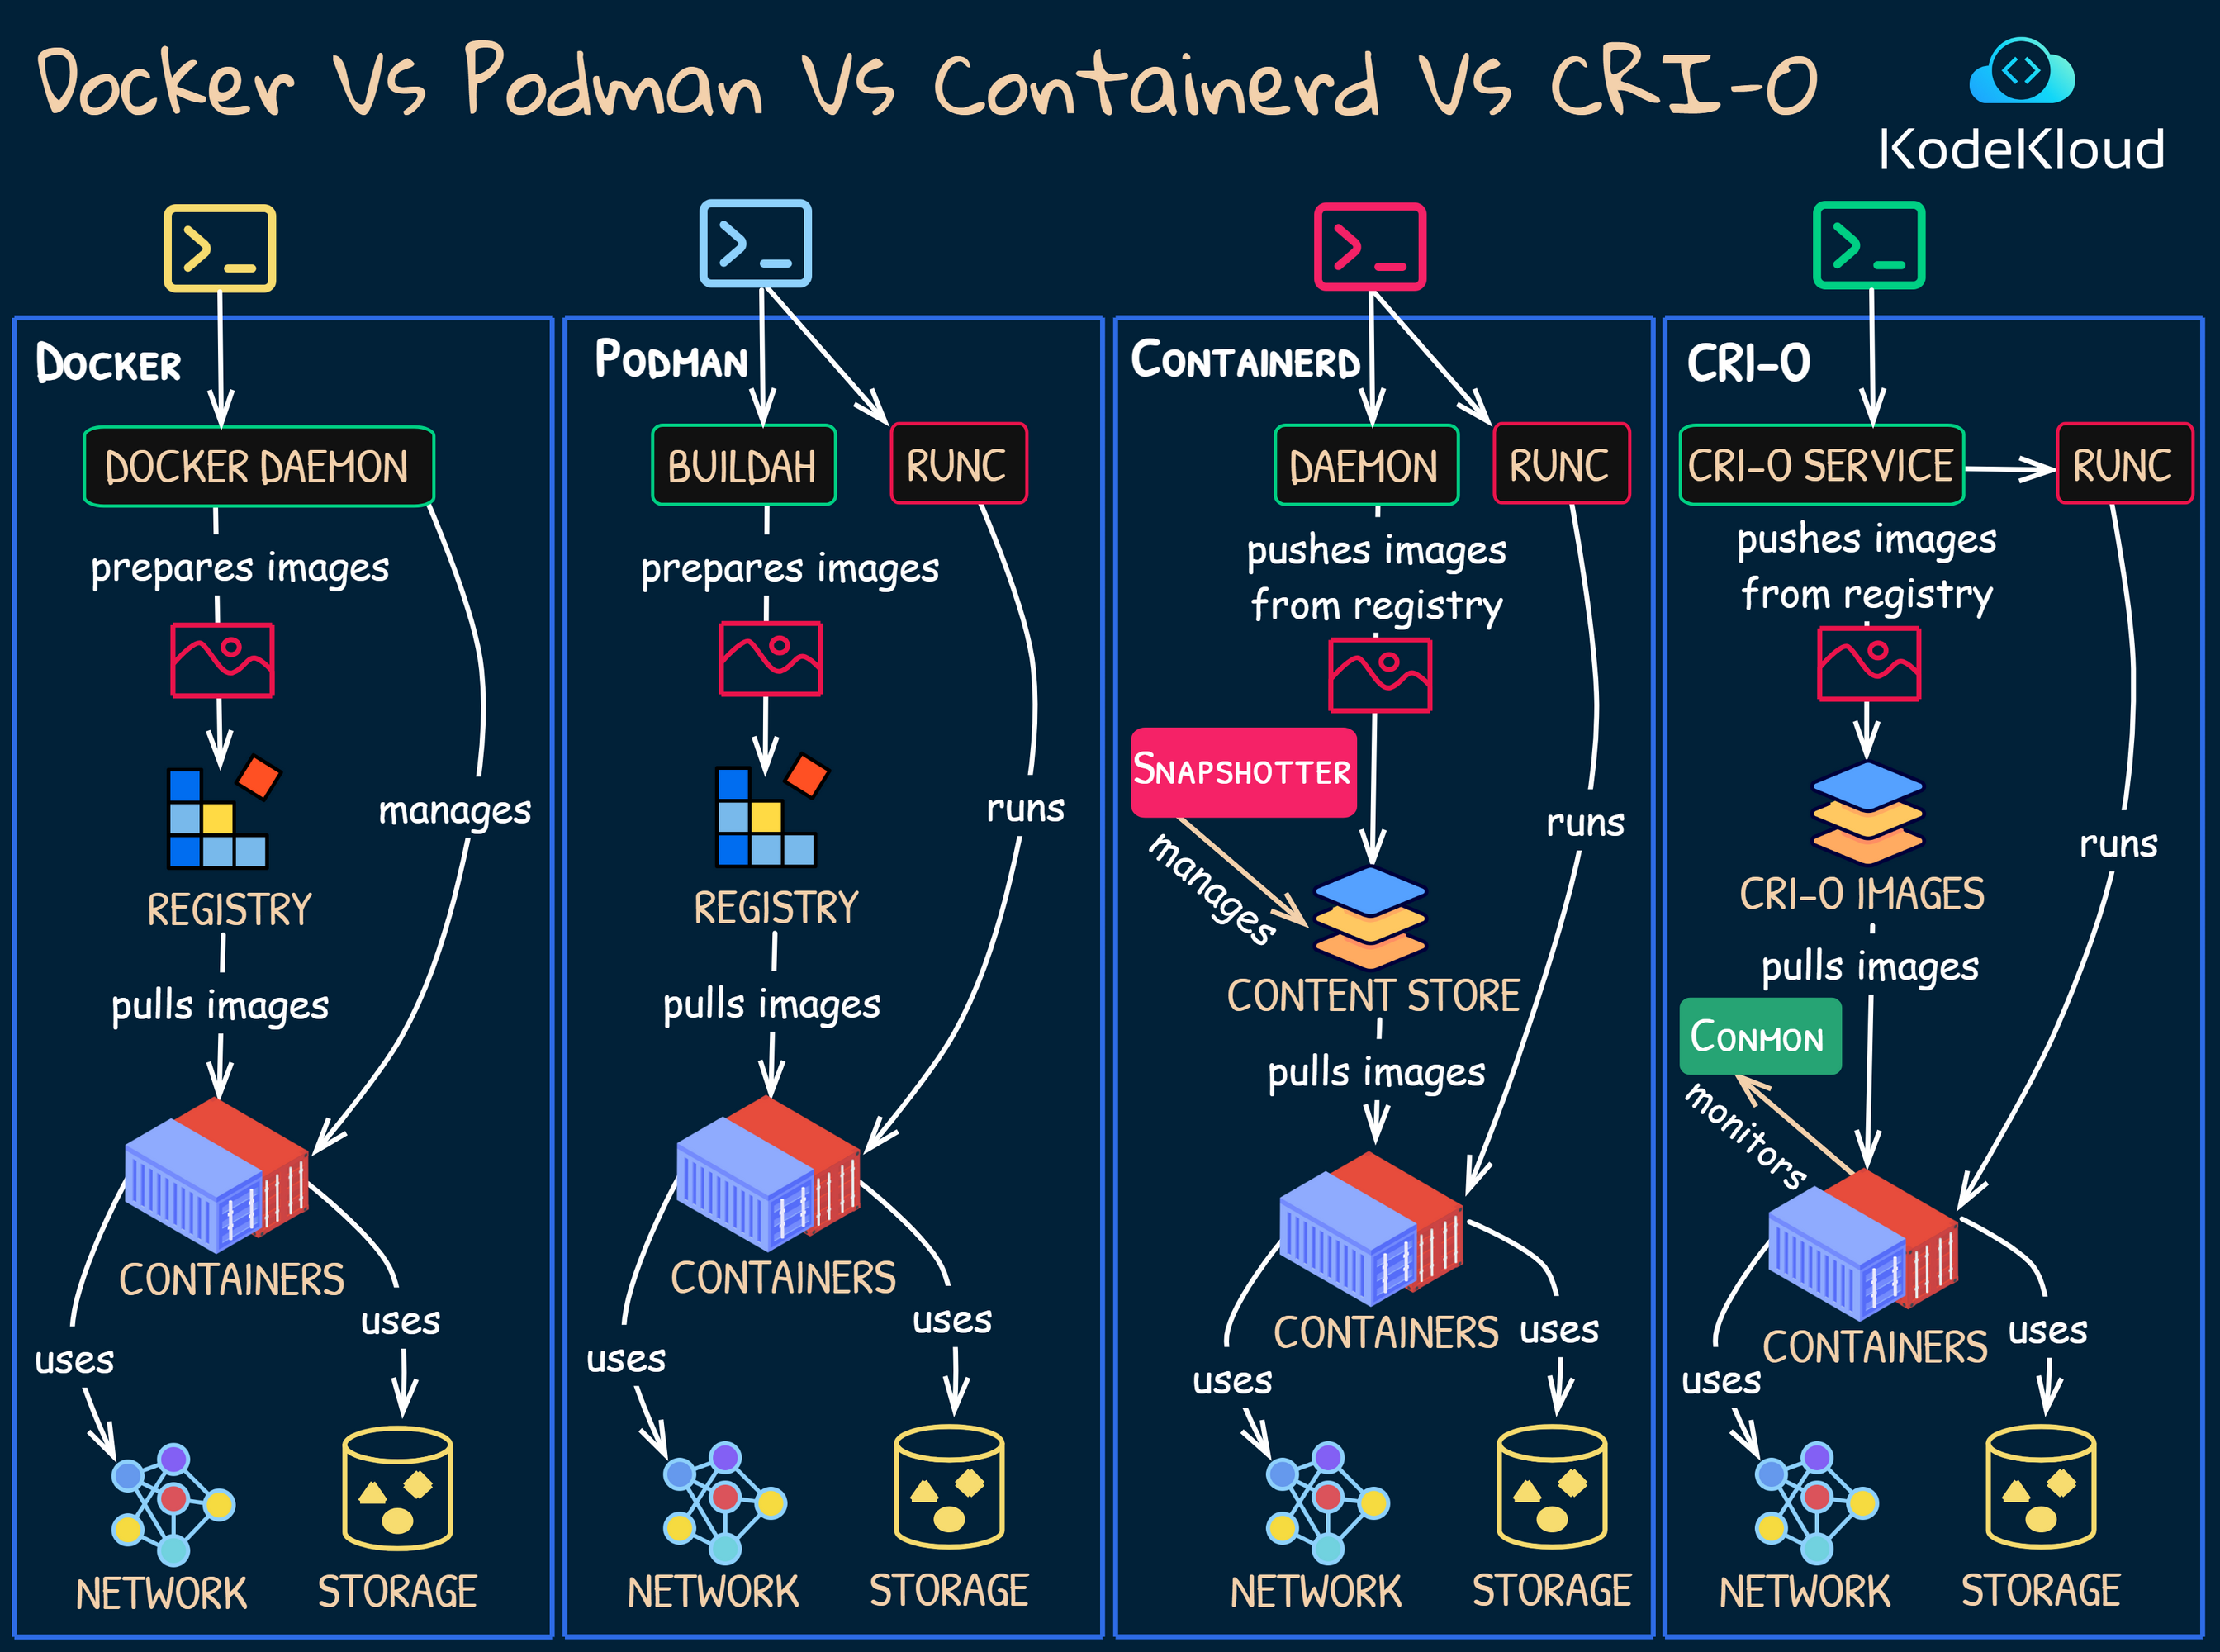 Docker Vs Podman Vs Containerd Vs CRI-O
KodeKloud
DOCKER
DOCKER DAEMON
prepares images
manages
REGISTRY
pulls images
CONTAINERS
uses
uses
NETWORK
STORAGE
PODMAN
BUILDAH
RUNC
prepares images
runs
REGISTRY
pulls images
CONTAINERS
uses
uses
NETWORK
STORAGE
CONTAINERD
DAEMON
RUNC
pushes images
from registry
SNAPSHOTTER
manages
runs
CONTENT STORE
pulls images
CONTAINERS
uses
uses
NETWORK
STORAGE
CRI-O
CRI-O SERVICE
RUNC
pushes images
from registry
runs
CRI-O IMAGES
pulls images
CONMON
monitors
CONTAINERS
uses
uses
NETWORK
STORAGE